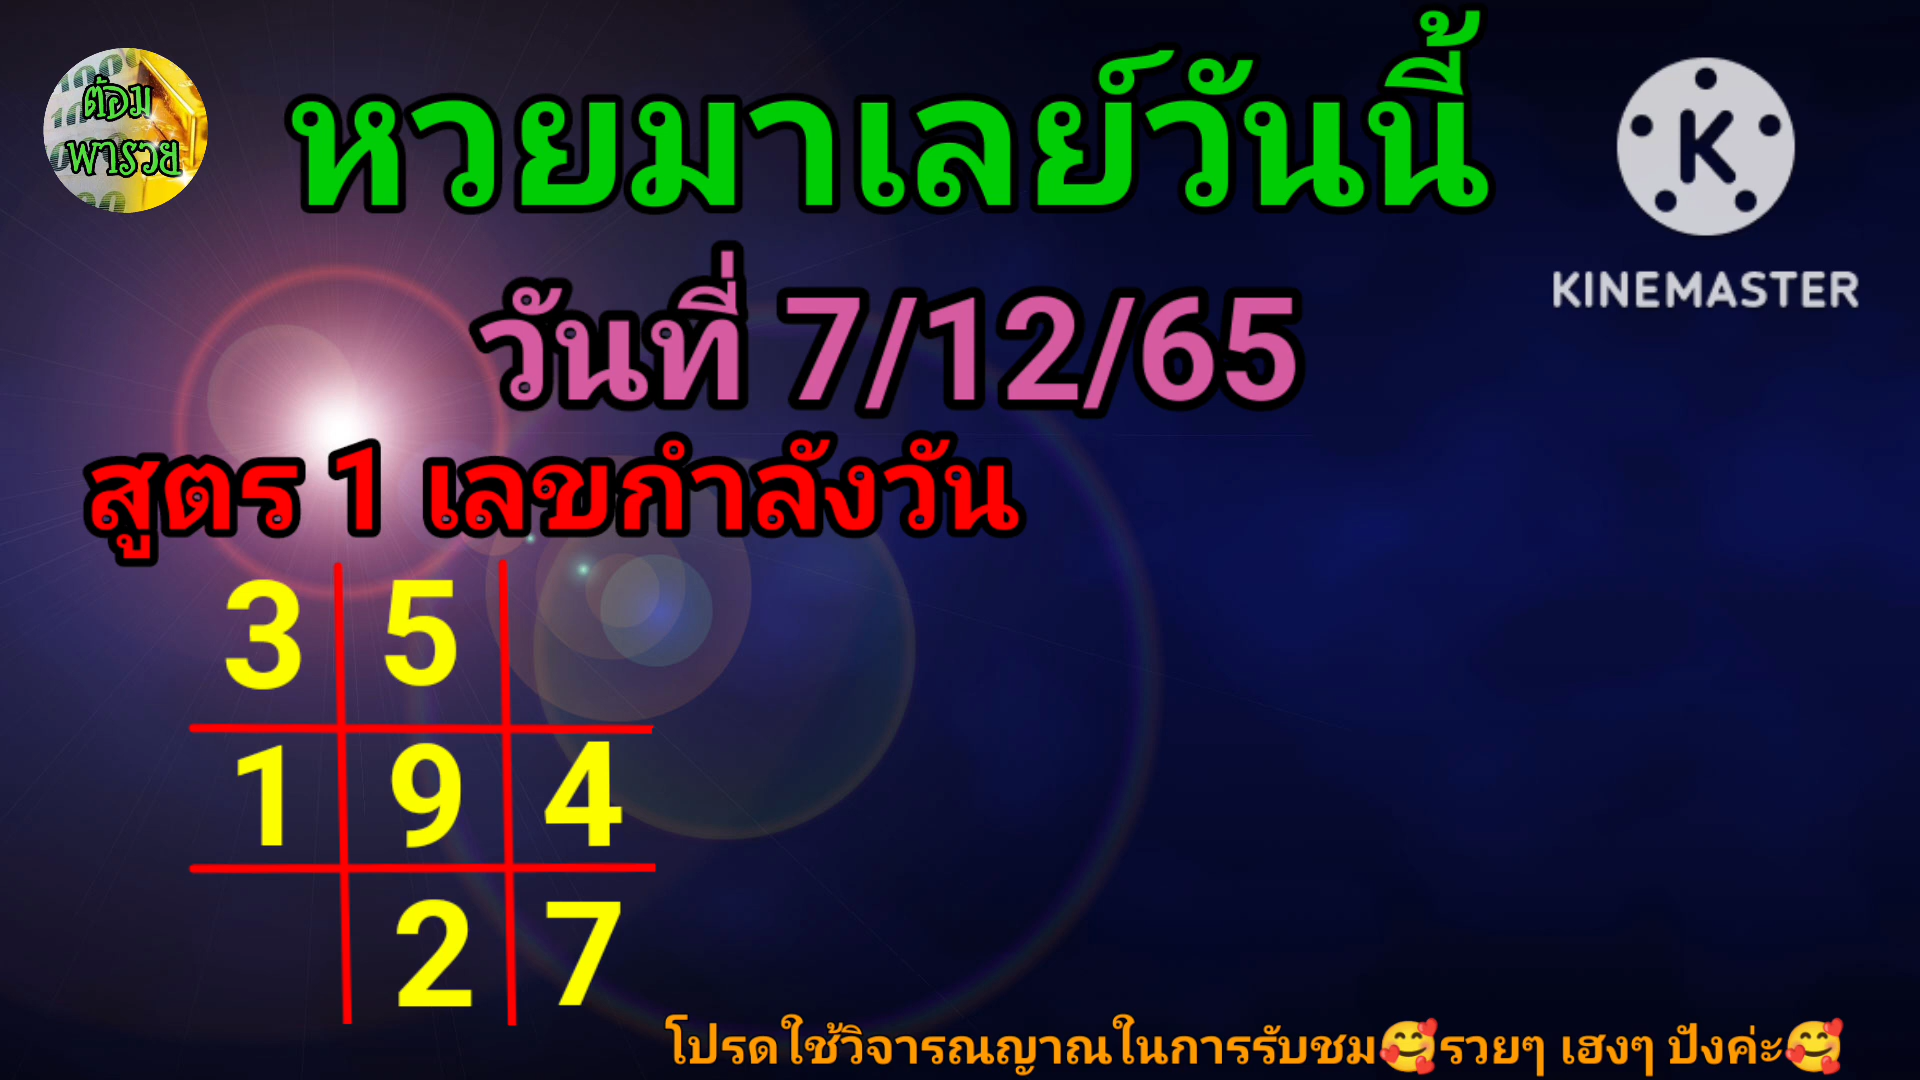 ต้อม
พารวย
หวยมาเลย์วันนี้
K
KINEMASTER
วันที่ 7/12/65
สูตร 1 เลขกำลังวัน
3 5
1 9 4
2 7
โปรดใช้วิจารณญาณในการรับชม🥰รวยๆ เฮงๆ ปังค่ะ🥰